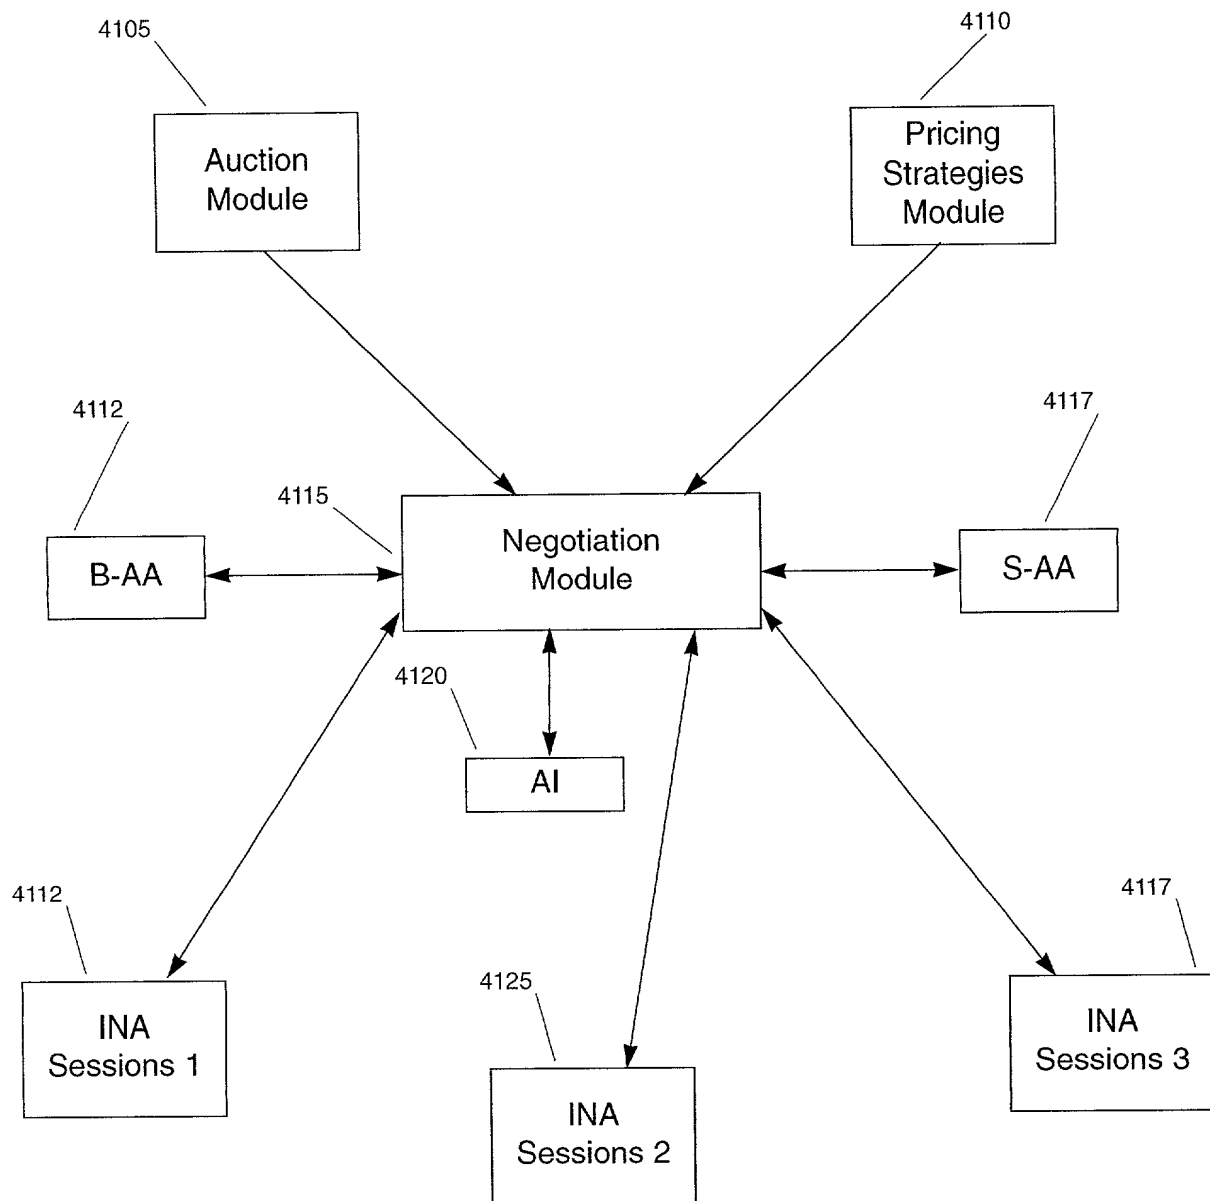 4105
4110
Auction
Module
Pricing
Strategies
Module
4112
4117
4115
B-AA
Negotiation
Module
S-AA
4120
AI
4112
4117
4125
INA
Sessions 1
INA
Sessions 3
INA
Sessions 2